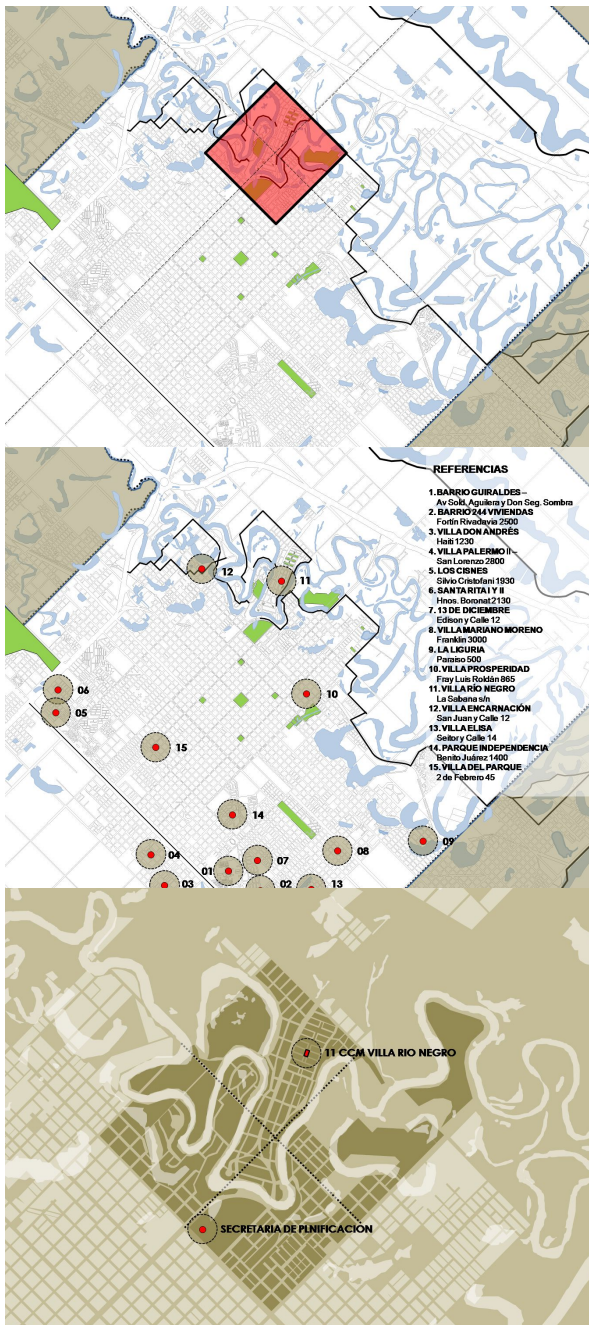 REFERENCIAS
1. BARRIO GUIRALDES –
Av Sold. Aguilera y Don Seg. Sombra
2. BARRIO 244 VIVIENDAS
Fortín Rivadavia 2500
3. VILLA DON ANDRÉS
Haiti 1230
4. VILLA PALERMO II –
San Lorenzo 2800
5. LOS CISNES
Silvio Cristofani 1930
6. SANTA RITA I Y II
Hnos. Boronat 2130
7. 13 DE DICIEMBRE
Edison y Calle 12
8. VILLA MARIANO MORENO
Franklin 3000
9. LA LIGURIA
Paraiso 500
10. VILLA PROSPERIDAD
Fray Luis Roldán 865
11. VILLA RÍO NEGRO
La Sabana s/n
12. VILLA ENCARNACIÓN
San Juan y Calle 12
13. VILLA ELISA
Seitor y Calle 14
14. PARQUE INDEPENDENCIA
Benito Juárez 1400
15. VILLA DEL PARQUE
2 de Febrero 45
12
11
06
10
05
15
14
04
01
07
08
09
03
02
13
11 CCM VILLA RIO NEGRO
SECRETARIA DE PLNIFICACION